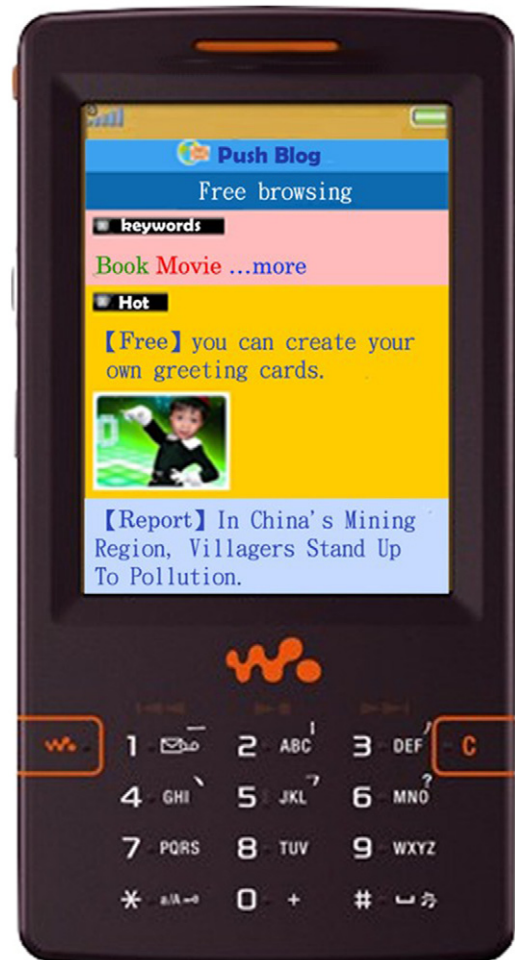 Push Blog
Free browsing
keywords
Book Movie ...more
Hot
【Free】you can create your
own greeting cards.
【Report】In China's Mining
Region, Villagers Stand Up
To Pollution.
1 2 ABC 3 DEF C
4 GHI 5 JKL 6 MNO ?
7 PQRS 8 TUV 9 WXYZ
* a/A 0 + #